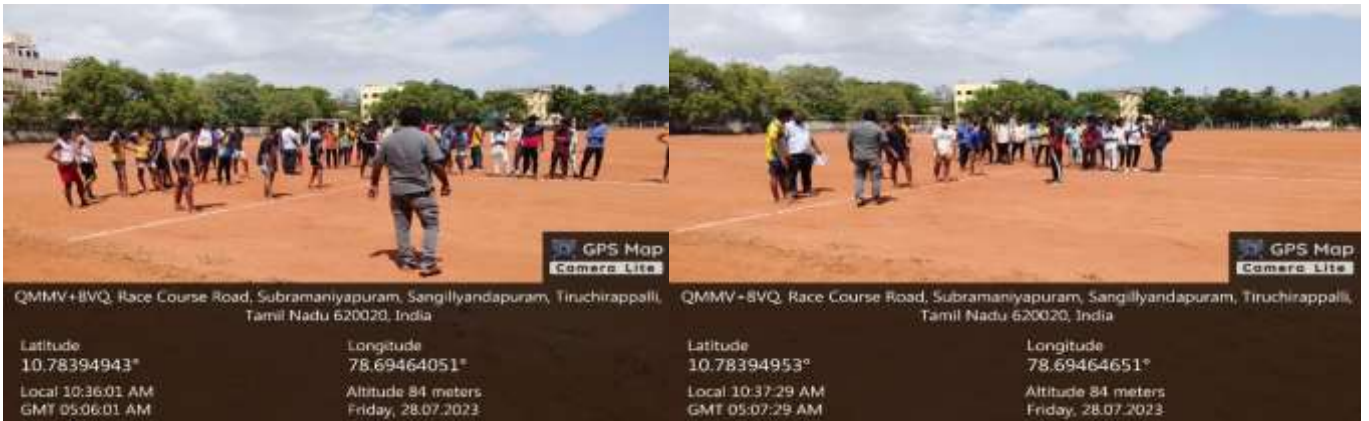 GPS Map
Camera Lite
QMMV+8VQ, Race Course Road, Subramaniyapuram, Sangillyandapuram, Tiruchirappalli,
Tamil Nadu 620020, India
Latitude
10.78394943°
Longitude
78.69464051°
Local 10:36:01 AM
GMT 05:06:01 AM
Altitude 84 meters
Friday, 28.07.2023
GPS Map
Camera Lite
QMMV+8VQ, Race Course Road, Subramaniyapuram, Sangillyandapuram, Tiruchirappalli,
Tamil Nadu 620020, India
Latitude
10.78394953°
Longitude
78.69464651°
Local 10:37:29 AM
GMT 05:07:29 AM
Altitude 84 meters
Friday, 28.07.2023